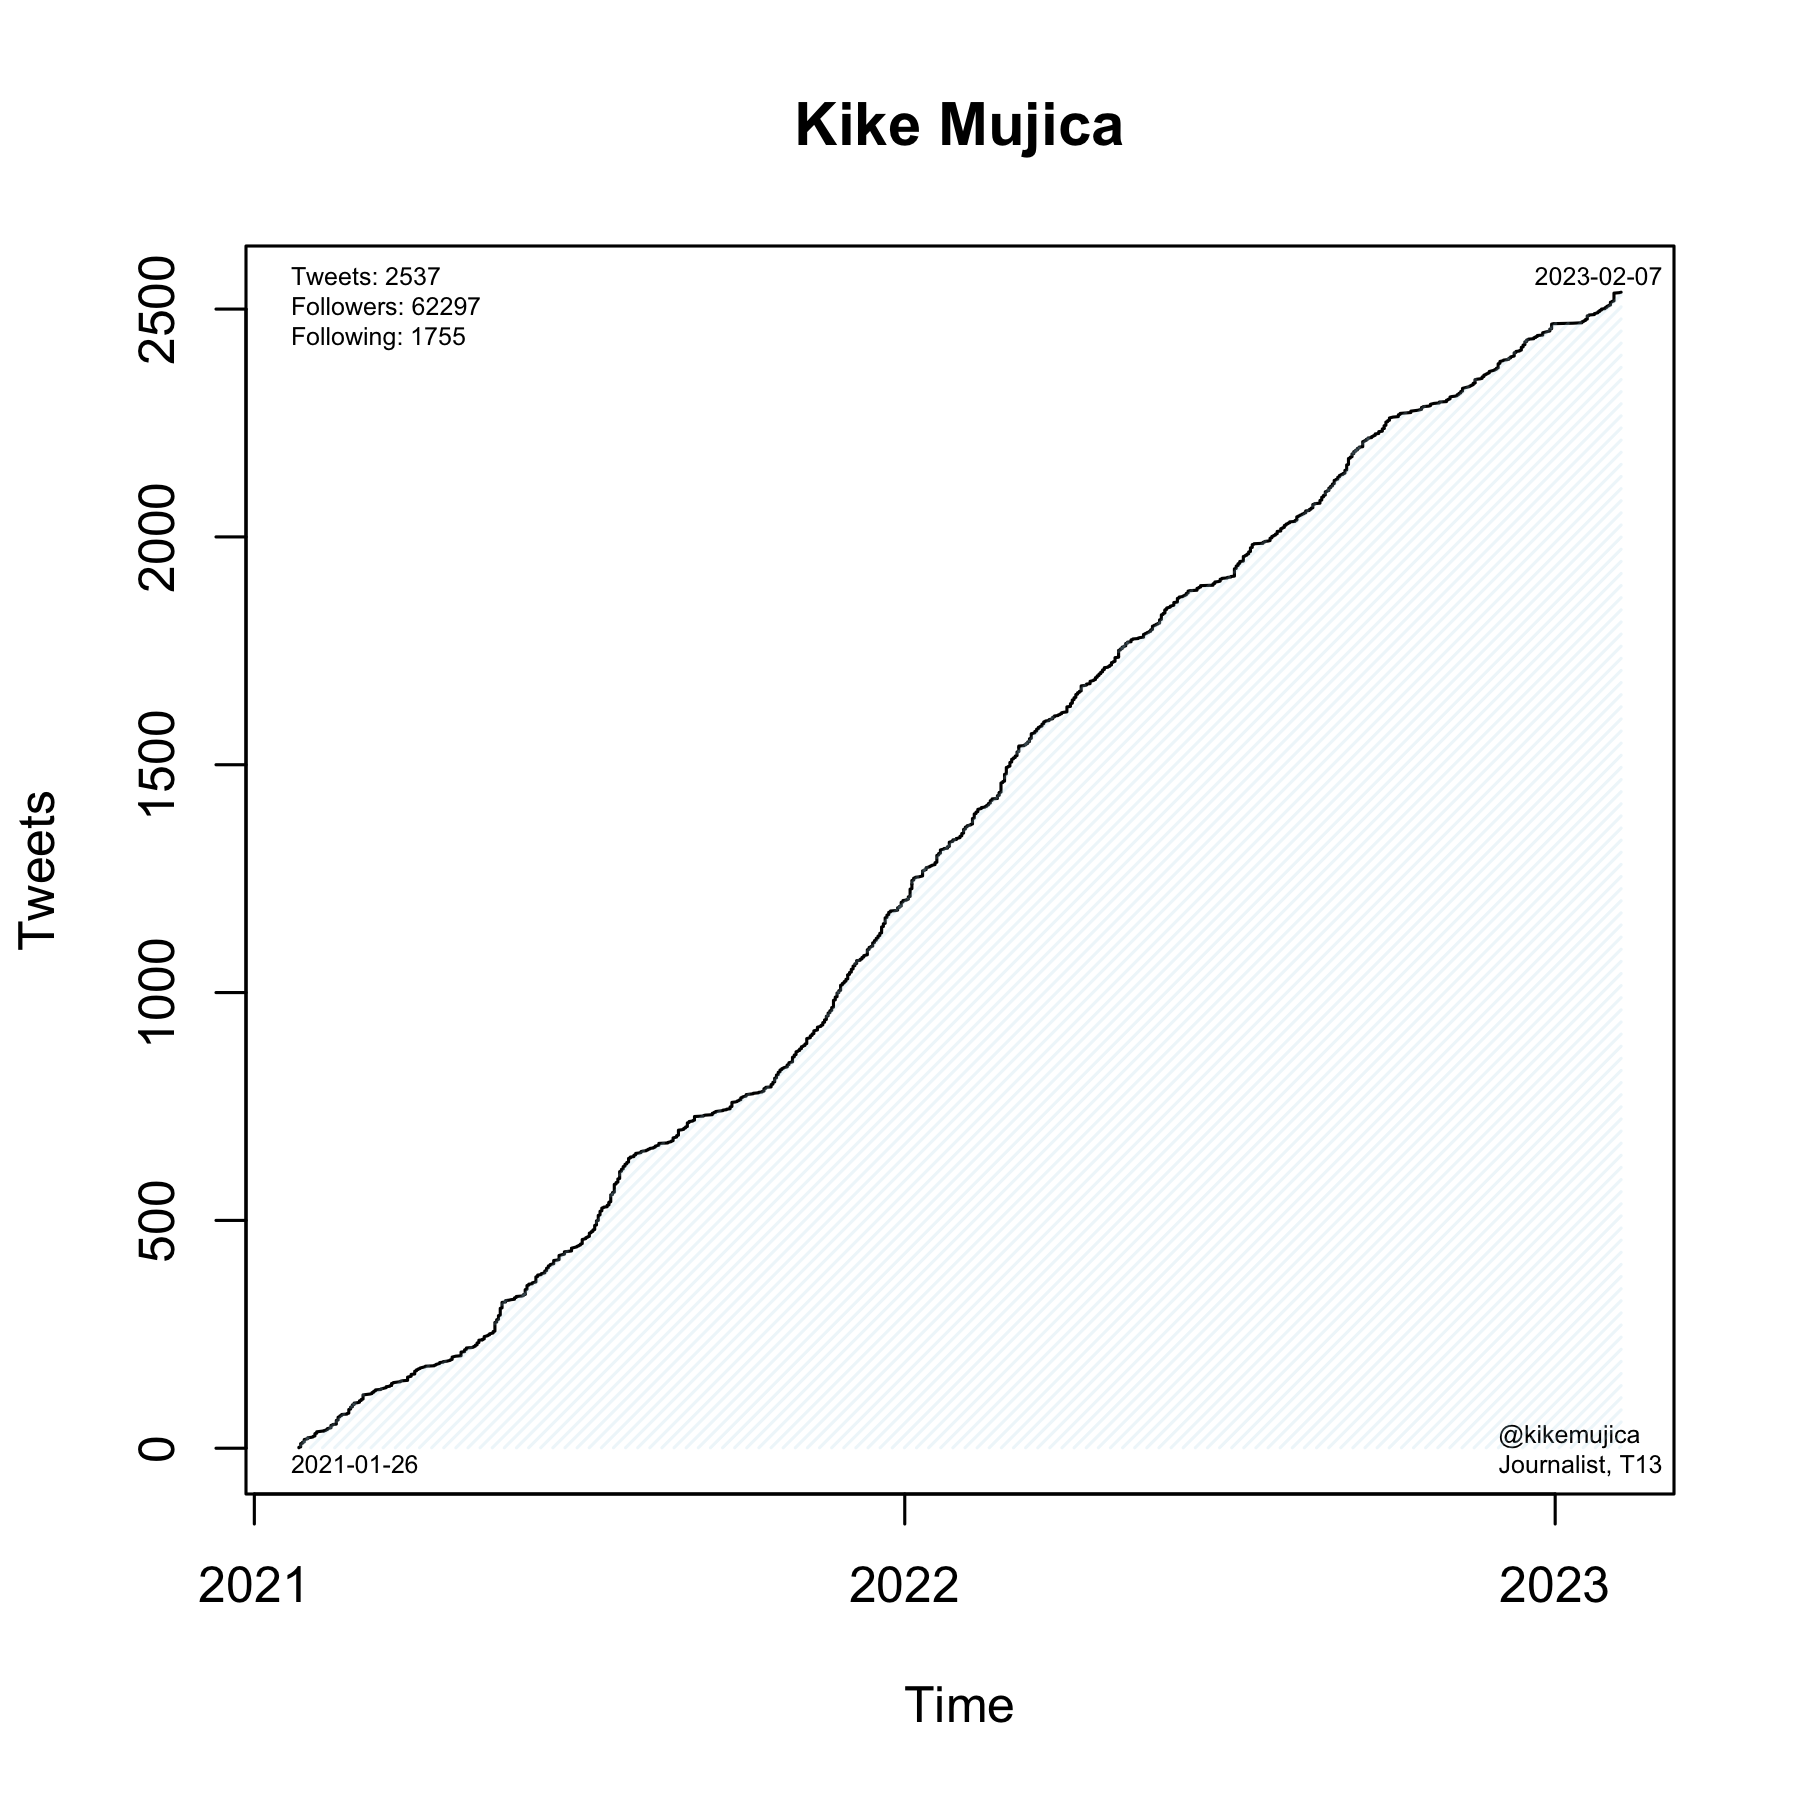 Kike Mujica
Tweets: 2537
Followers: 62297
Following: 1755
2023-02-07
2500
2000
1500
1000
500
0
Tweets
2021-01-26
@kikemujica
Journalist, T13
2021
2022
2023
Time